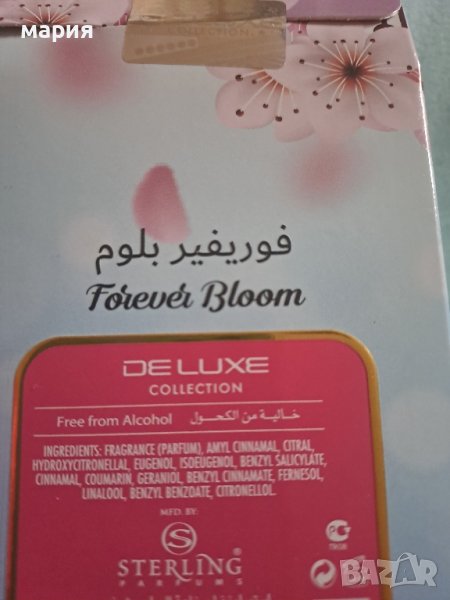 мария
COLLECTION
فوريفير بلوم
Forever Bloom
DE LUXE
COLLECTION
Free from Alcohol خالية من الكحول
INGREDIENTS: FRAGRANCE (PARFUM), AMYL CINNAMAL, CITRAL,
HYDROXYCITRONELLAL, EUGENOL, ISOEUGENOL, BENZYL SALICYLATE,
CINNAMAL, COUMARIN, GERANIOL, BENZYL CINNAMATE, FERNESOL,
LINALOOL, BENZYL BENZOATE, CITRONELLOL.
MFD. BY:
S
STERLING®
PARFUMS
BAZAR